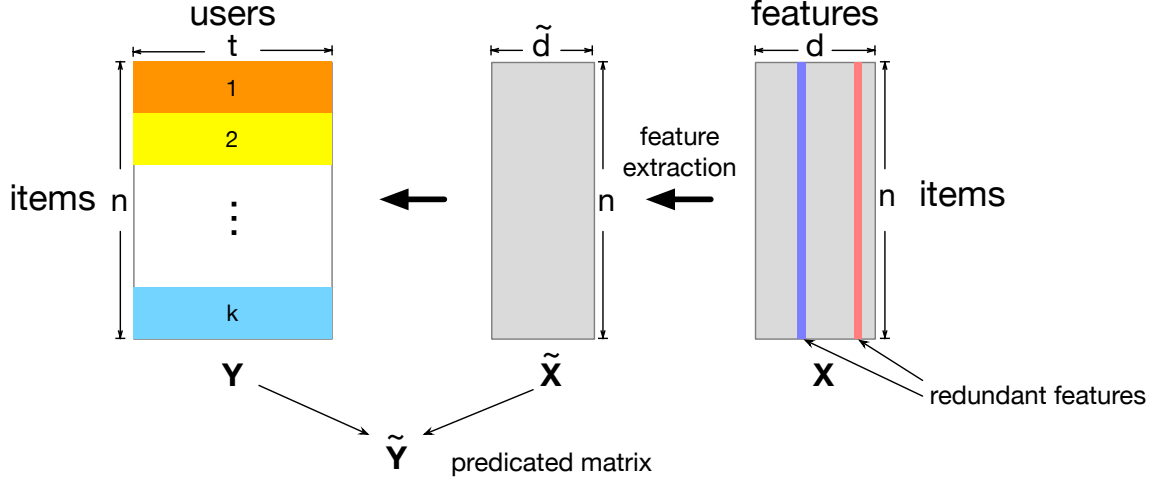 users
features
t
d̃
d
1
2
⋮
k
feature
extraction
items n
n
n items
Y
X̃
X
redundant features
Ỹ
predicated matrix